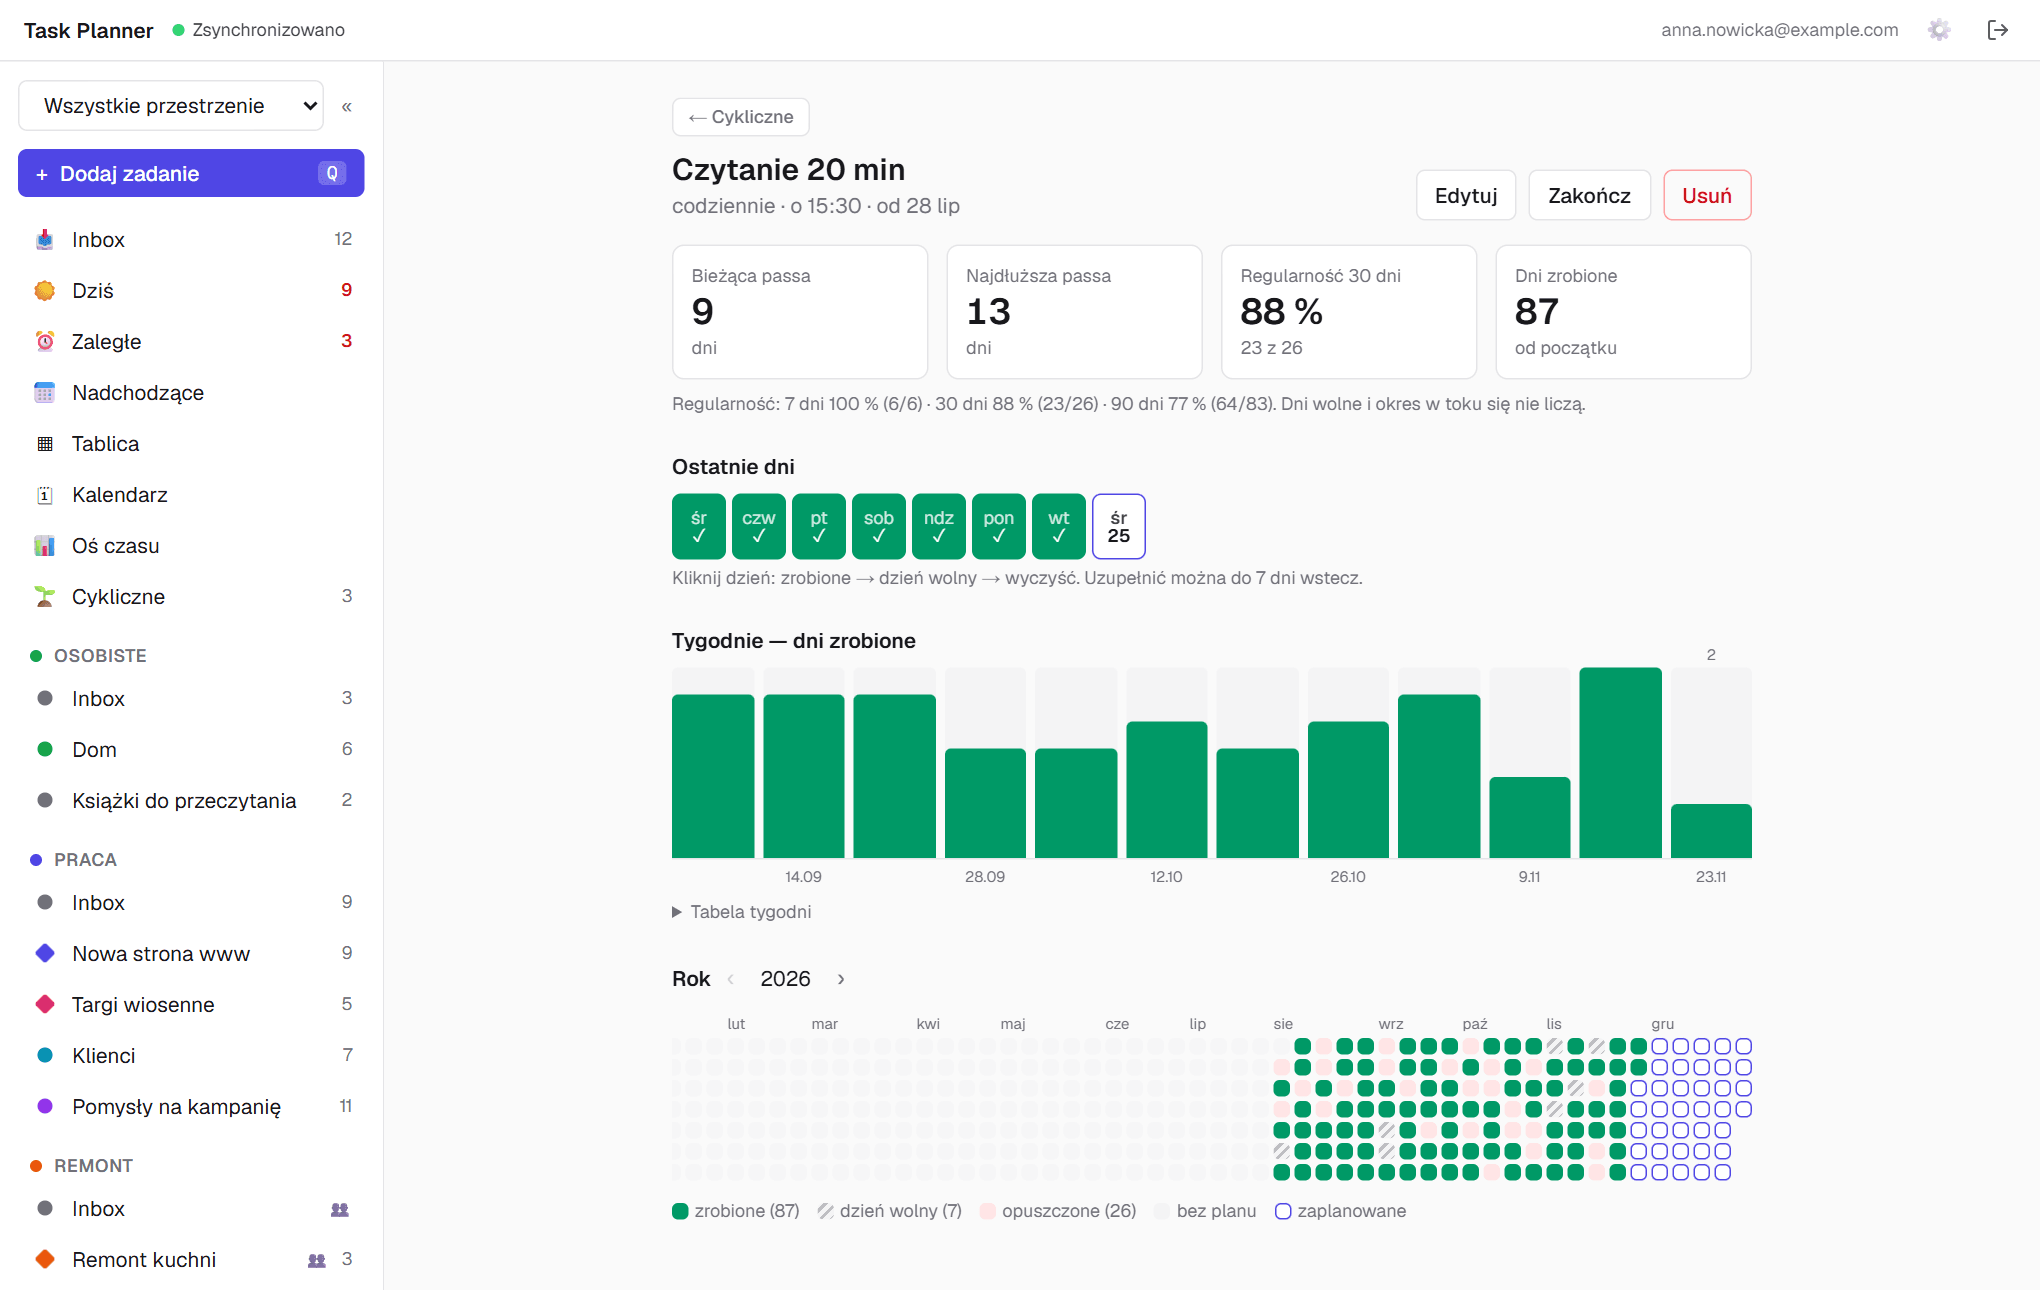 Task Planner Zsynchronizowano anna.nowicka@example.com
Wszystkie przestrzenie «
+ Dodaj zadanie Q
Inbox 12
Dziś 9
Zaległe 3
Nadchodzące
Tablica
Kalendarz
Oś czasu
Cykliczne 3
OSOBISTE
Inbox 3
Dom 6
Książki do przeczytania 2
PRACA
Inbox 9
Nowa strona www 9
Targi wiosenne 5
Klienci 7
Pomysły na kampanię 11
REMONT
Inbox
Remont kuchni 3
← Cykliczne
Czytanie 20 min
codziennie · o 15:30 · od 28 lip
Edytuj Zakończ Usuń
Bieżąca passa
9
dni
Najdłuższa passa
13
dni
Regularność 30 dni
88 %
23 z 26
Dni zrobione
87
od początku
Regularność: 7 dni 100 % (6/6) · 30 dni 88 % (23/26) · 90 dni 77 % (64/83). Dni wolne i okres w toku się nie liczą.
Ostatnie dni
śr czw pt sob ndz pon wt śr
✓ ✓ ✓ ✓ ✓ ✓ ✓ 25
Kliknij dzień: zrobione → dzień wolny → wyczyść. Uzupełnić można do 7 dni wstecz.
Tygodnie — dni zrobione
2
14.09 28.09 12.10 26.10 9.11 23.11
▶ Tabela tygodni
Rok ‹ 2026 ›
lut mar kwi maj cze lip sie wrz paź lis gru
zrobione (87) dzień wolny (7) opuszczone (26) bez planu zaplanowane